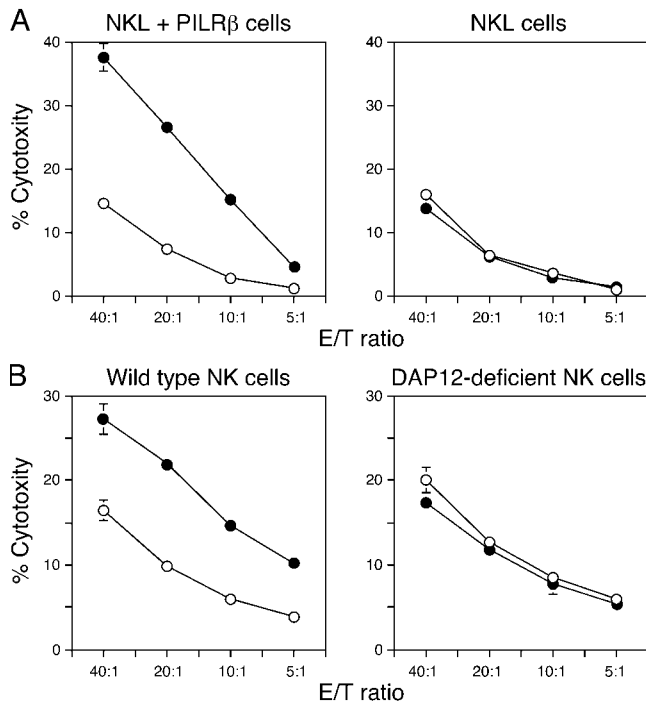 A
NKL + PILRβ cells
NKL cells
% Cytotoxity
40
30
20
10
0
40
30
20
10
0
40:1 20:1 10:1 5:1
40:1 20:1 10:1 5:1
E/T ratio
B
Wild type NK cells
DAP12-deficient NK cells
% Cytotoxity
30
20
10
0
30
20
10
0
40:1 20:1 10:1 5:1
40:1 20:1 10:1 5:1
E/T ratio